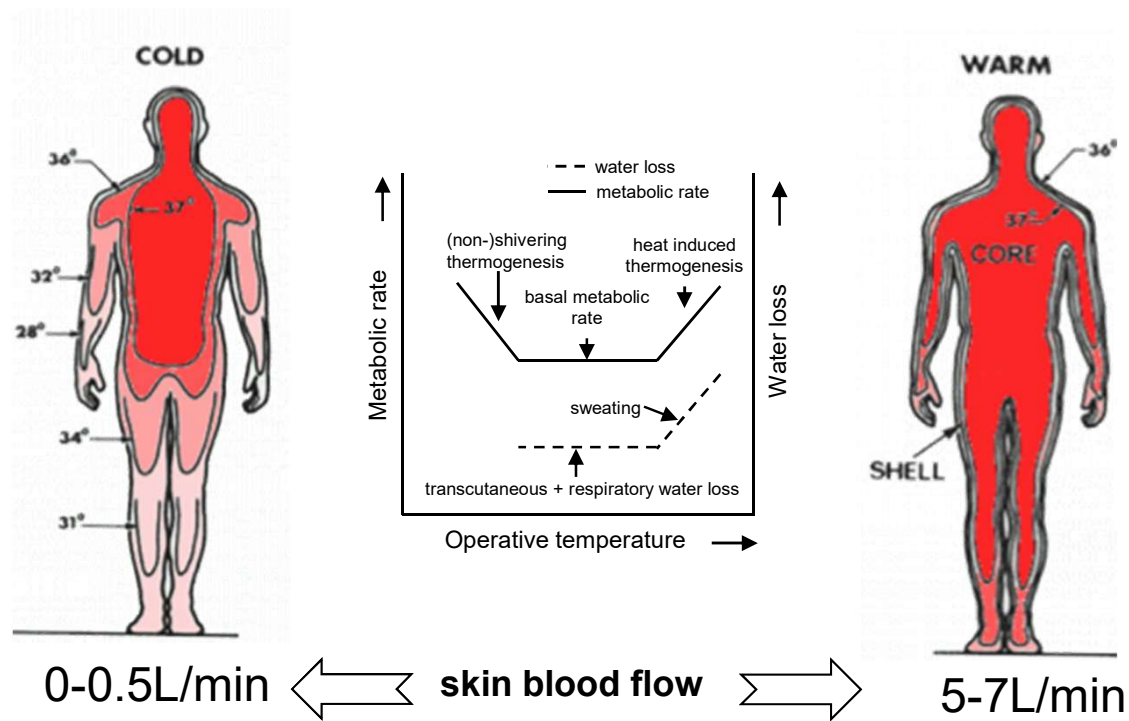 COLD
36°
37°
32°
28°
34°
31°
water loss
metabolic rate
(non-)shivering
thermogenesis
heat induced
thermogenesis
basal metabolic
rate
sweating
transcutaneous + respiratory water loss
Metabolic rate
Water loss
Operative temperature
WARM
36°
37°
CORE
SHELL
0-0.5L/min
skin blood flow
5-7L/min